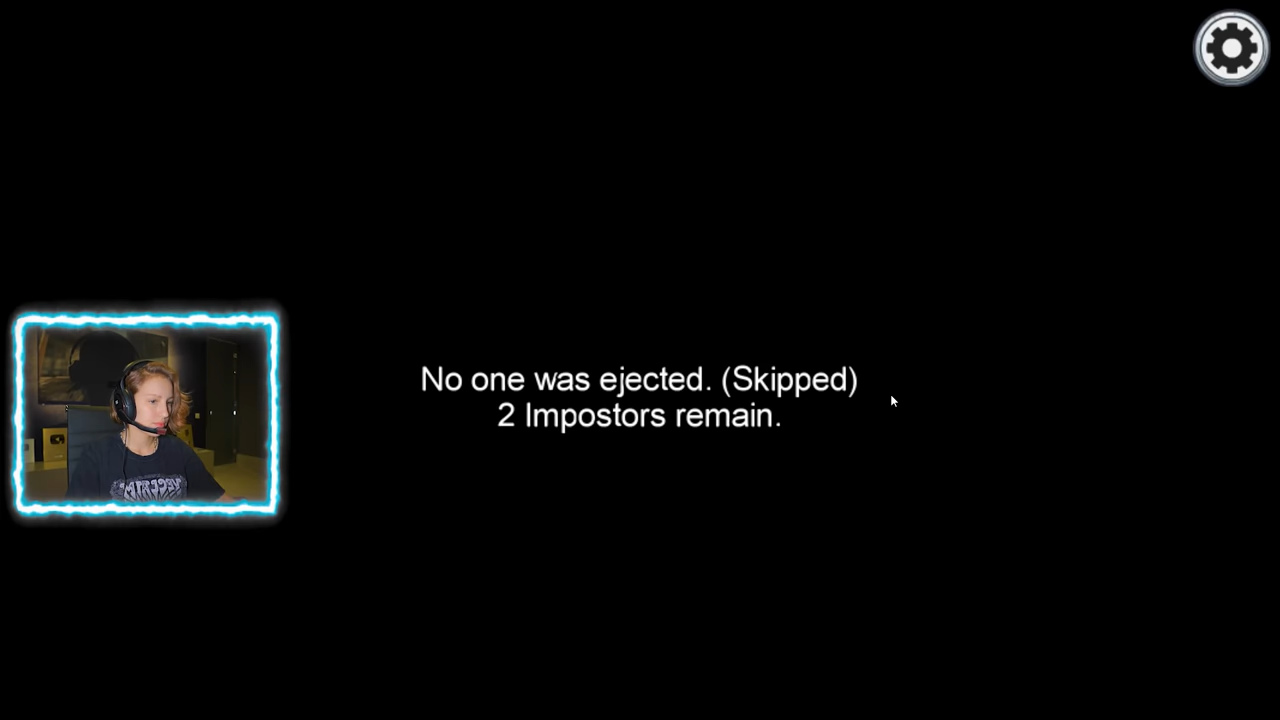 No one was ejected. (Skipped)
2 Impostors remain.